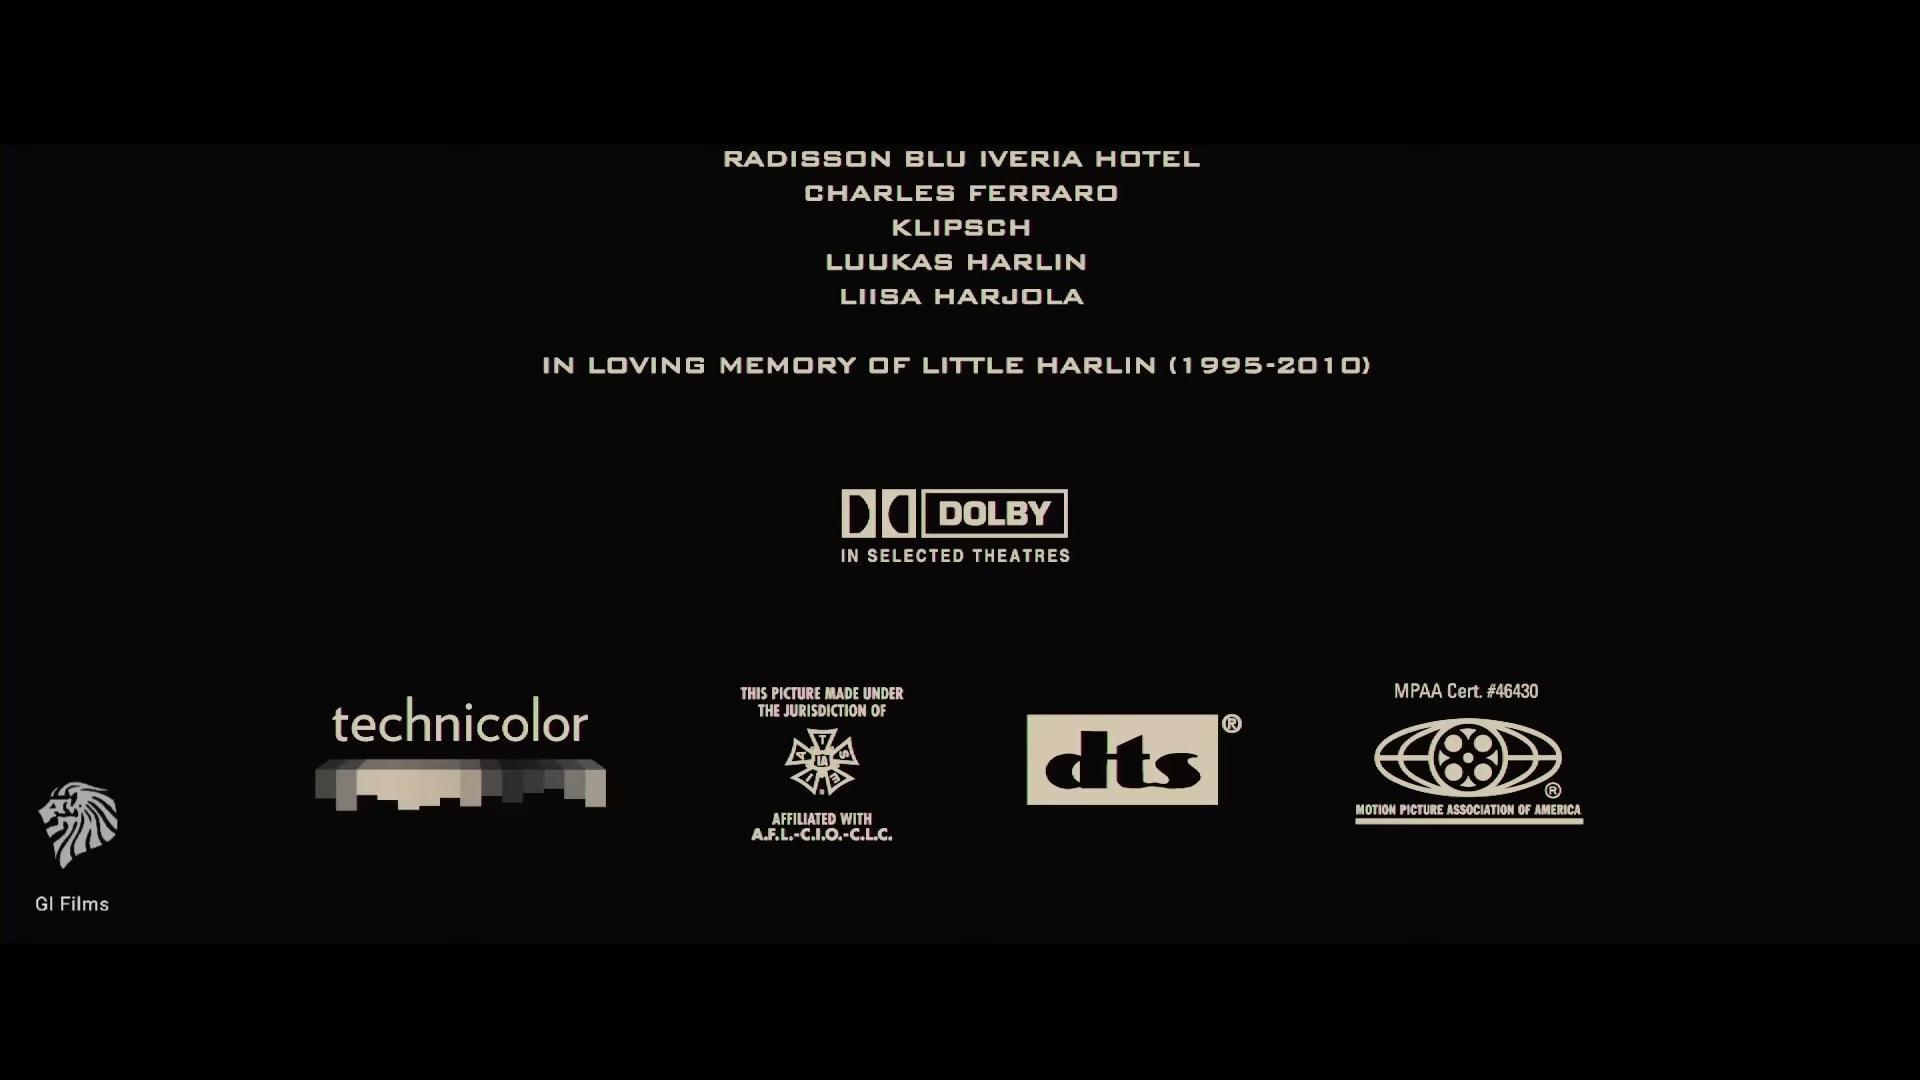 RADISSON BLU IVERIA HOTEL
CHARLES FERRARO
KLIPSCH
LUUKAS HARLIN
LIISA HARJOLA
IN LOVING MEMORY OF LITTLE HARLIN (1995-2010)
DOLBY
IN SELECTED THEATRES
technicolor
THIS PICTURE MADE UNDER
THE JURISDICTION OF
I A T S E
IA
AFFILIATED WITH
A.F.L.-C.I.O.-C.L.C.
dts®
MPAA Cert. #46430
®
MOTION PICTURE ASSOCIATION OF AMERICA
GI Films